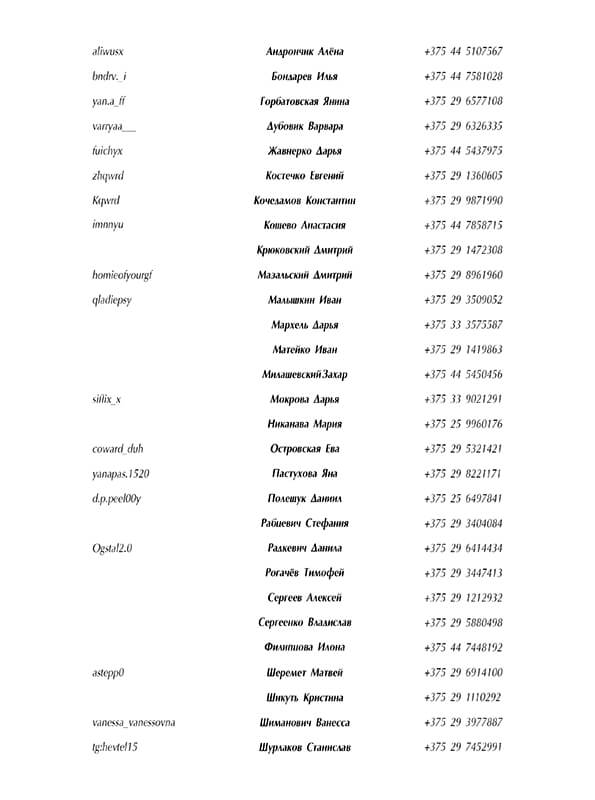 aliwusx Андрончик Алёна +375 44 5107567
bndrv._i Бондарев Илья +375 44 7581028
yan.a_ff Горбатовская Янина +375 29 6577108
varryaa___ Дубовик Варвара +375 29 6326335
fuichyx Жавнерко Дарья +375 44 5437975
zhqwrd Костечко Евгений +375 29 1360605
Kqwrd Кочедамов Константин +375 29 9871990
imnnyu Кошево Анастасия +375 44 7858715
Крюковский Дмитрий +375 29 1472308
homieofyourgf Мазальский Дмитрий +375 29 8961960
qladiepsy Малышкин Иван +375 29 3509052
Мархель Дарья +375 33 3575587
Матейко Иван +375 29 1419863
Милашевский Захар +375 44 5450456
siflix_x Мокрова Дарья +375 33 9021291
Никанава Мария +375 25 9960176
coward_duh Островская Ева +375 29 5321421
yanapas.1520 Пастухова Яна +375 29 8221171
d.p.peel00y Полещук Даниил +375 25 6497841
Рабцевич Стефания +375 29 3404084
Ogstal2.0 Радкевич Данила +375 29 6414434
Рогачёв Тимофей +375 29 3447413
Сергеев Алексей +375 29 1212932
Сергеенко Владислав +375 29 5880498
Филиппова Илона +375 44 7448192
astepp0 Шеремет Матвей +375 29 6914100
Шикуть Кристина +375 29 1110292
vanessa_vanessovna Шиманович Ванесса +375 29 3977887
tg:hevtel15 Шурлаков Станислав +375 29 7452991